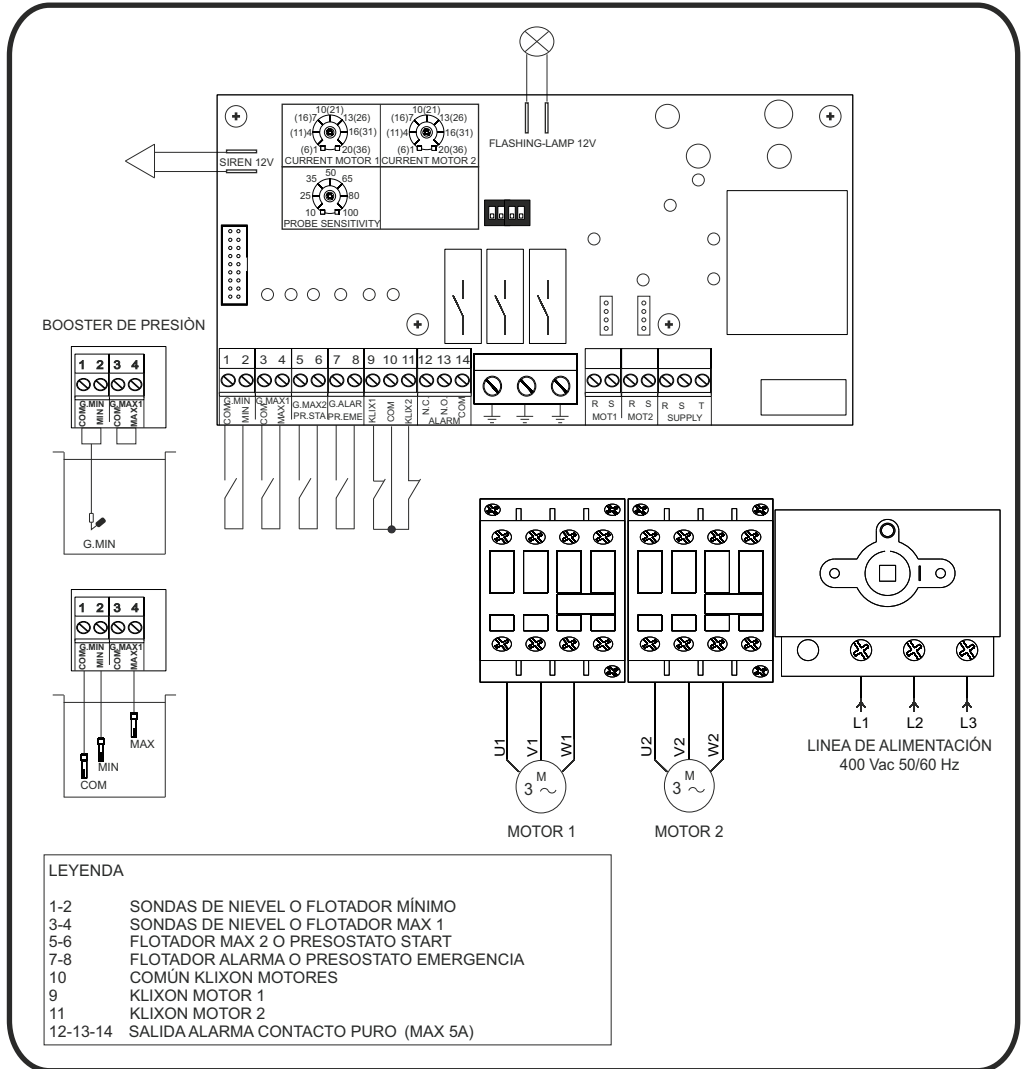 10(21)
(16)7 13(26)
(11)4 16(31)
(6)1 20(36)
CURRENT MOTOR 1
10(21)
(16)7 13(26)
(11)4 16(31)
(6)1 20(36)
CURRENT MOTOR 2
FLASHING-LAMP 12V
SIREN 12V
50
35 65
25 80
10 100
PROBE SENSITIVITY
BOOSTER DE PRESIÒN
1 2 3 4
G.MIN G.MAX1
COM MIN COM MAX1
G.MIN
1 2 3 4 5 6 7 8 9 10 11 12 13 14
G.MIN G.MAX1 G.MAX2 G.ALAR
COM MIN COM MAX1 PR.STA PR.EME KLIX1 COM KLIX2 N.C. N.O. COM
ALARM
R S R S R S T
MOT1 MOT2 SUPPLY
1 2 3 4
G.MIN G.MAX1
COM MIN COM MAX1
MAX
MIN
COM
L1 L2 L3
LINEA DE ALIMENTACIÓN
400 Vac 50/60 Hz
U1 V1 W1
U2 V2 W2
M
3
M
3
MOTOR 1
MOTOR 2
LEYENDA
1-2 SONDAS DE NIEVEL O FLOTADOR MÍNIMO
3-4 SONDAS DE NIEVEL O FLOTADOR MAX 1
5-6 FLOTADOR MAX 2 O PRESOSTATO START
7-8 FLOTADOR ALARMA O PRESOSTATO EMERGENCIA
10 COMÚN KLIXON MOTORES
9 KLIXON MOTOR 1
11 KLIXON MOTOR 2
12-13-14 SALIDA ALARMA CONTACTO PURO (MAX 5A)